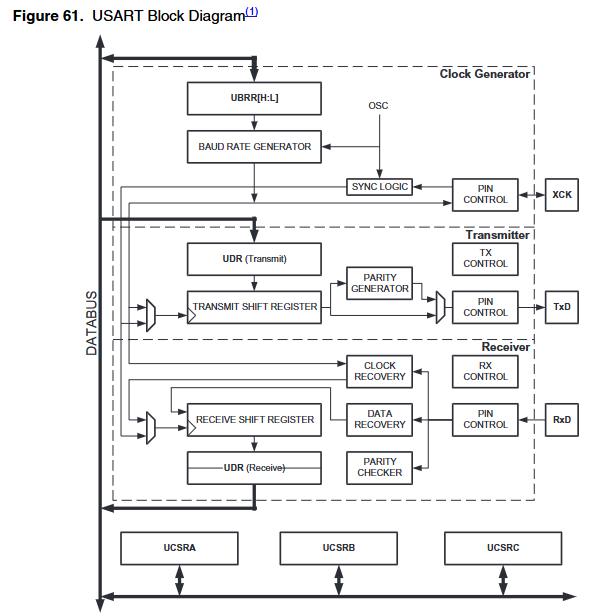 Figure 61. USART Block Diagram(1)
Clock Generator
UBRR[H:L]
OSC
BAUD RATE GENERATOR
SYNC LOGIC
PIN
CONTROL
XCK
Transmitter
TX
CONTROL
UDR (Transmit)
PARITY
GENERATOR
TRANSMIT SHIFT REGISTER
PIN
CONTROL
TxD
DATABUS
Receiver
CLOCK
RECOVERY
RX
CONTROL
RECEIVE SHIFT REGISTER
DATA
RECOVERY
PIN
CONTROL
RxD
UDR (Receive)
PARITY
CHECKER
UCSRA
UCSRB
UCSRC